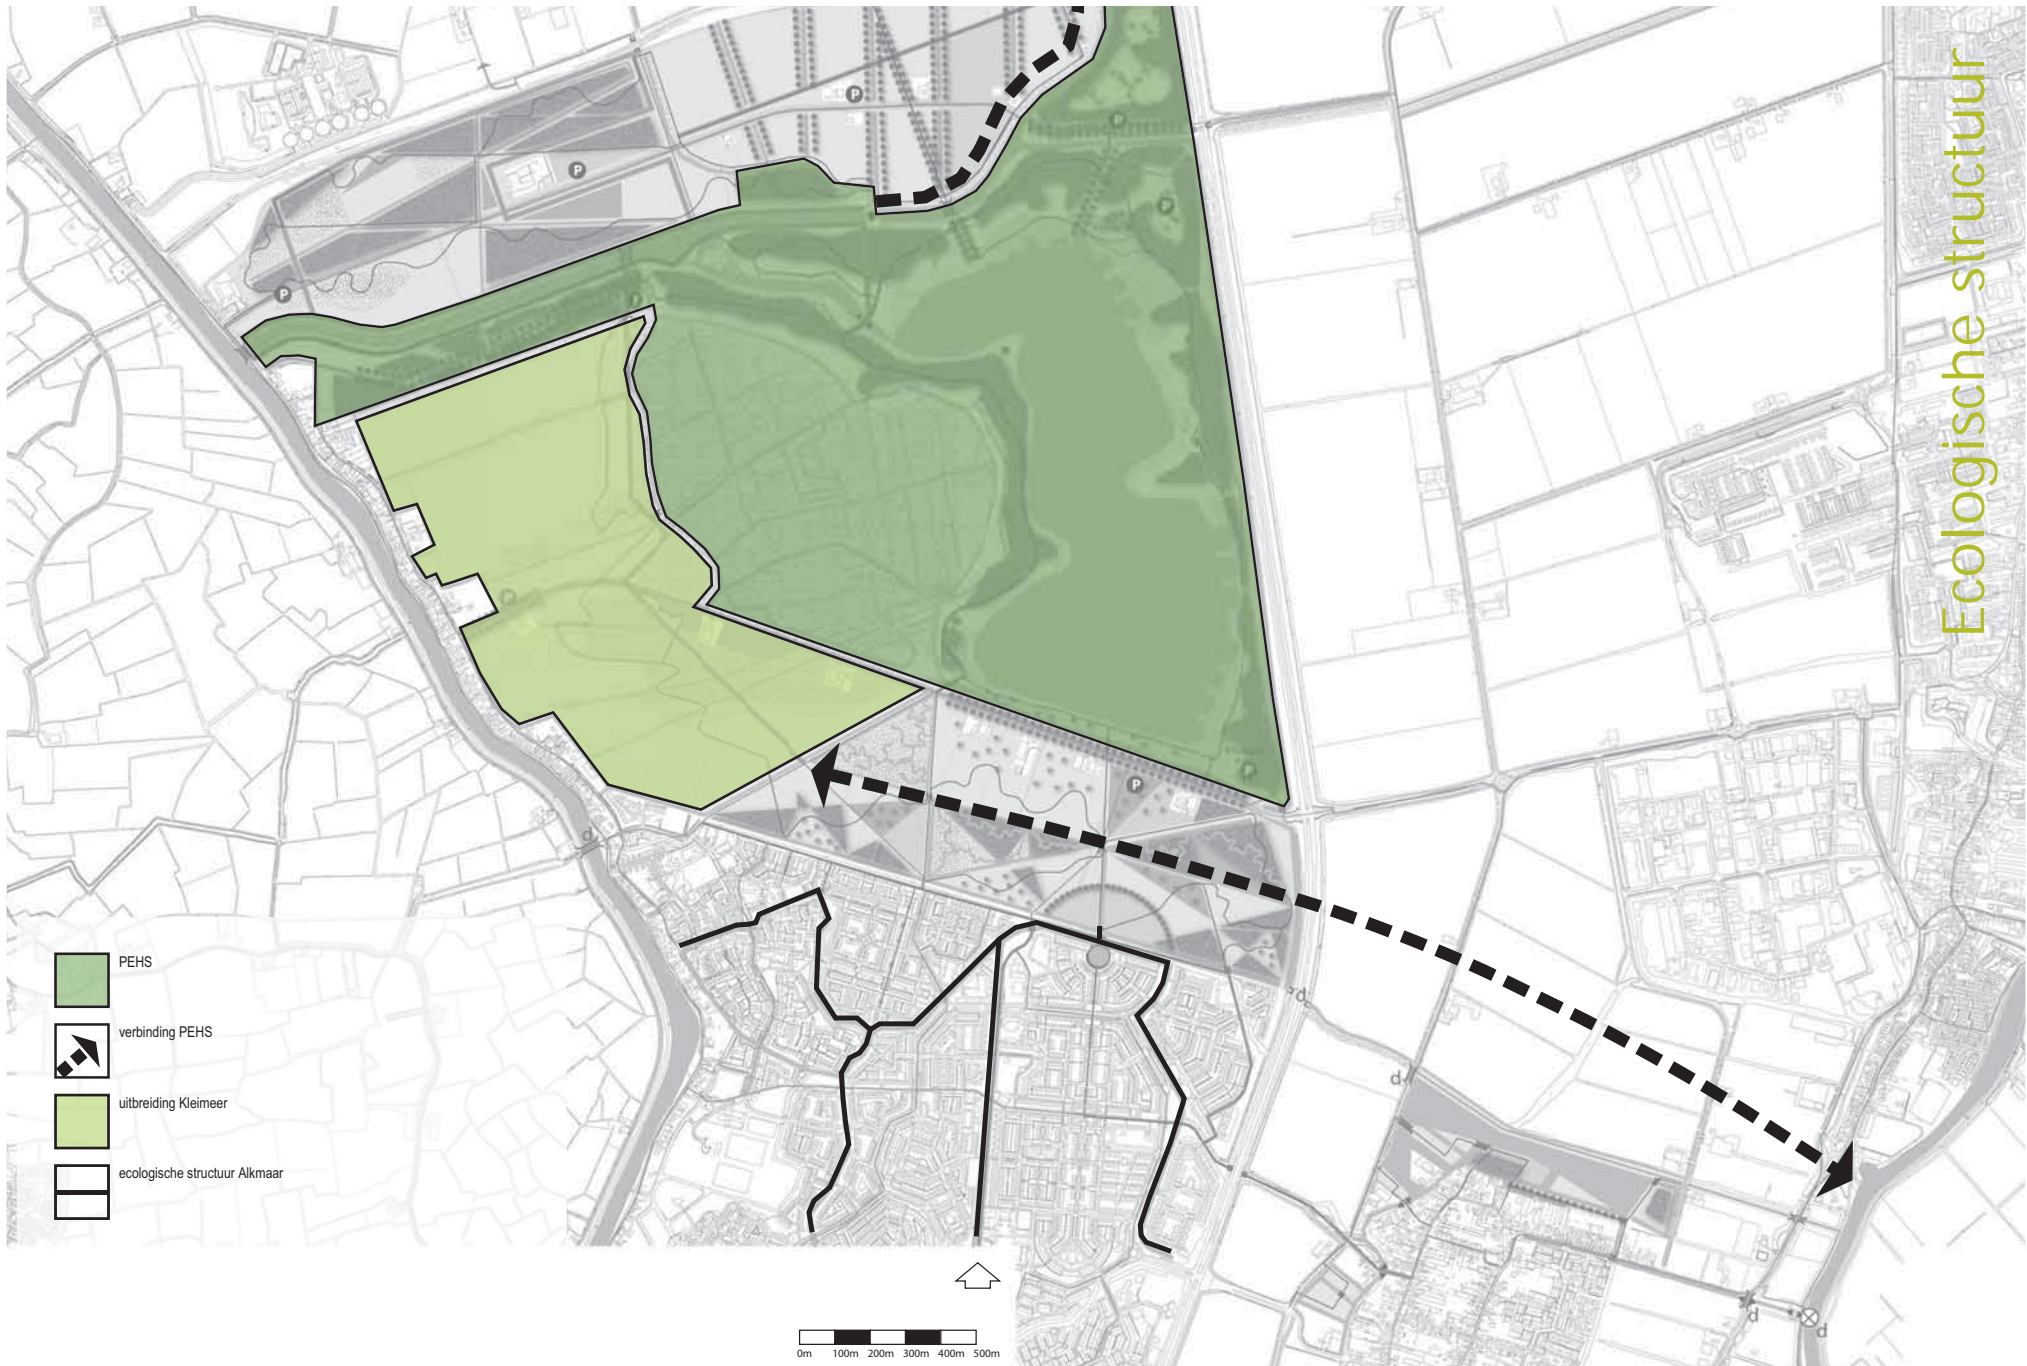 Ecologische structuur
P
P
P
P
P
P
P
P
P
d
d
d
d
d
PEHS
verbinding PEHS
uitbreiding Kleimeer
ecologische structuur Alkmaar
0m 100m 200m 300m 400m 500m